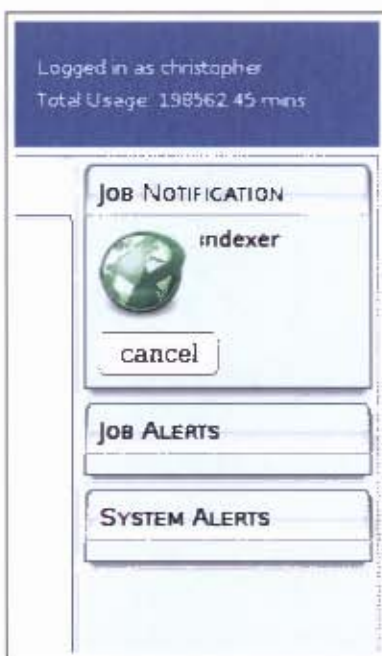 Logged in as christopher
Total Usage: 198562.45 mins
JOB NOTIFICATION
indexer
cancel
JOB ALERTS
SYSTEM ALERTS